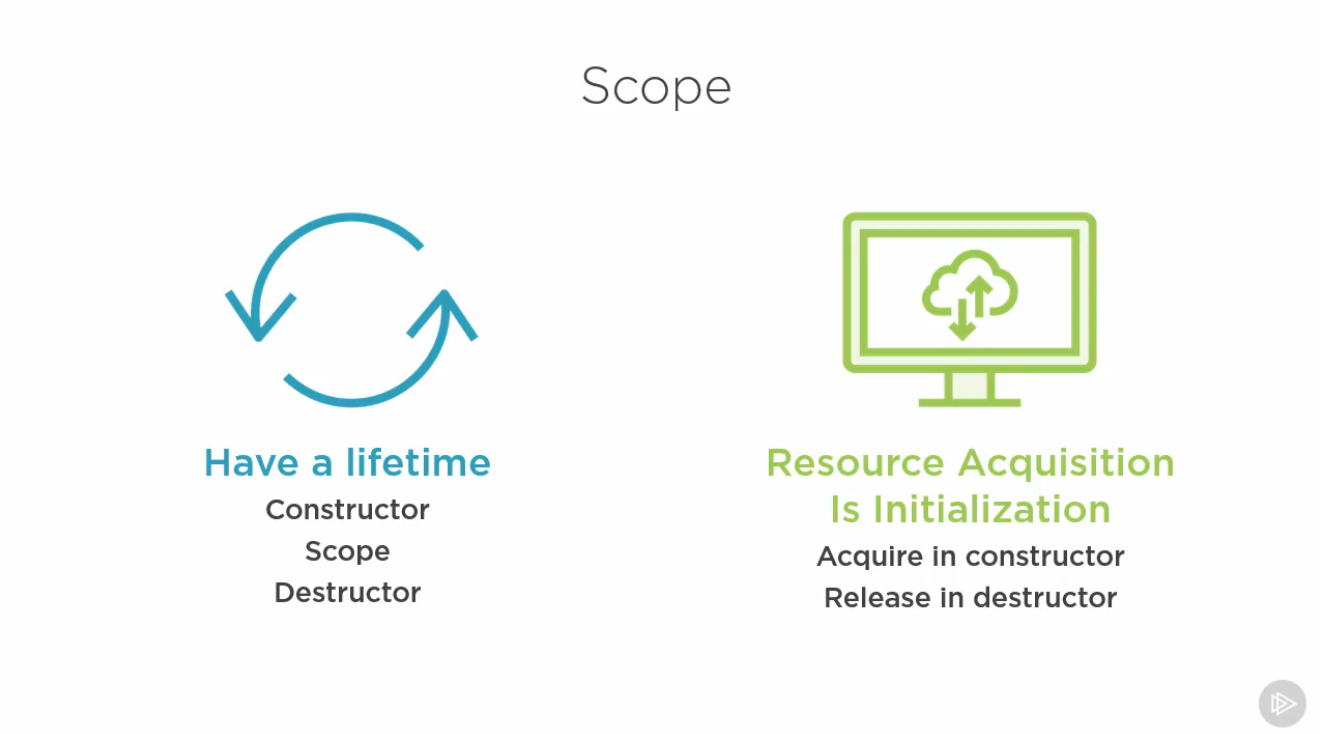 Scope
Have a lifetime
Constructor
Scope
Destructor
Resource Acquisition
Is Initialization
Acquire in constructor
Release in destructor